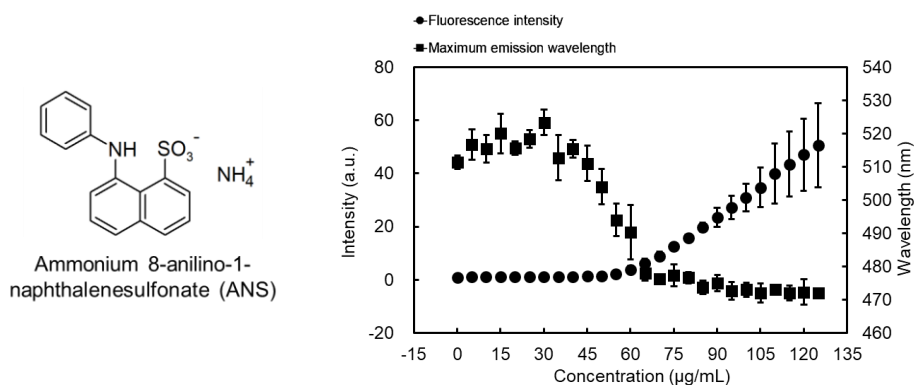 NH
SO₃⁻
NH₄⁺
Ammonium 8-anilino-1-
naphthalenesulfonate (ANS)
Fluorescence intensity
Maximum emission wavelength
80
60
40
20
0
-20
Intensity (a.u.)
540
530
520
510
500
490
480
470
460
Wavelength (nm)
-15 0 15 30 45 60 75 90 105 120 135
Concentration (µg/mL)